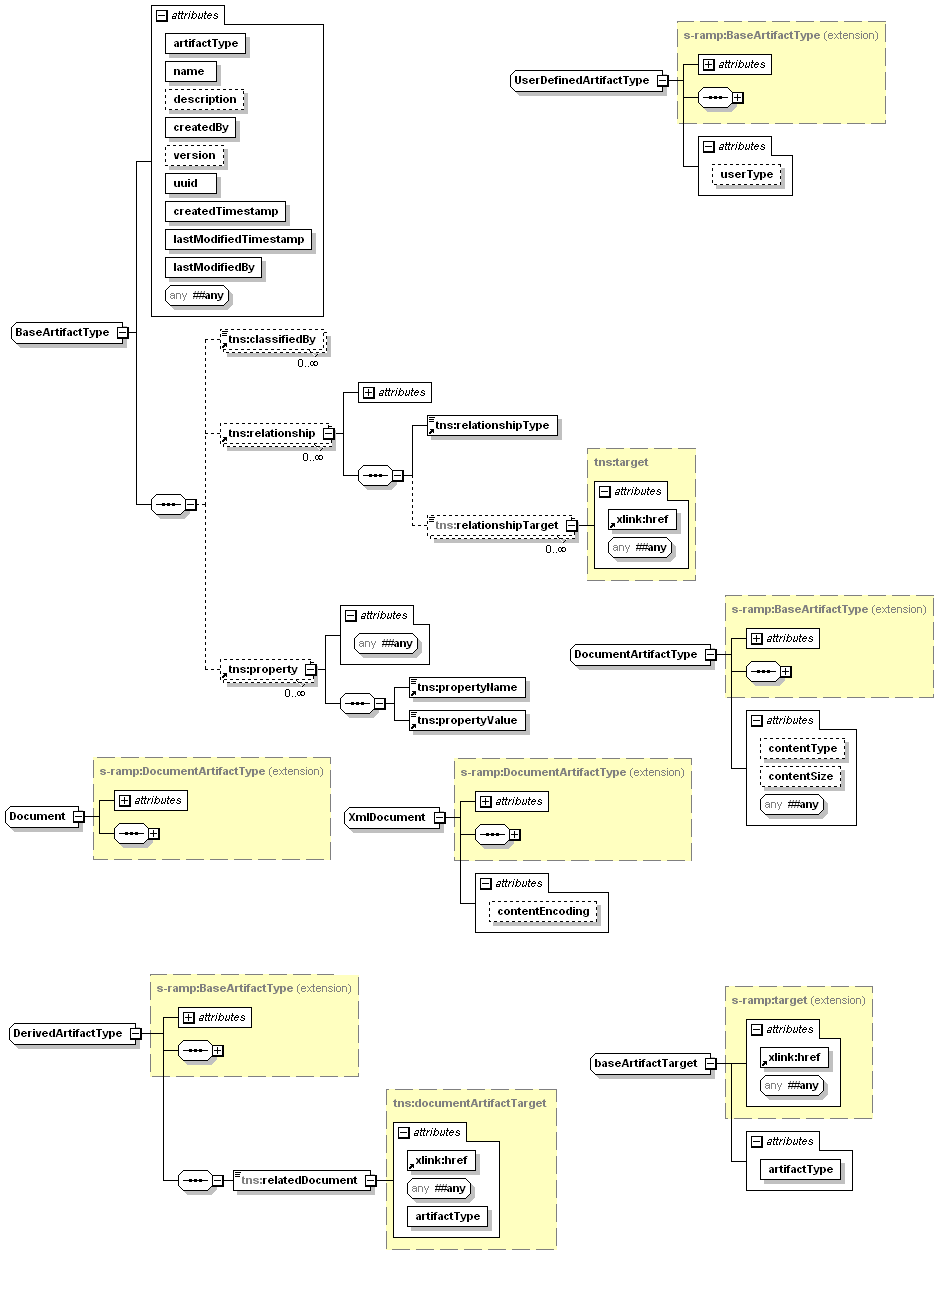 attributes
artifactType
name
description
createdBy
version
uuid
createdTimestamp
lastModifiedTimestamp
lastModifiedBy
any ##any
BaseArtifactType
tns:classifiedBy
0..∞
tns:relationship
0..∞
attributes
tns:relationshipType
tns:relationshipTarget
0..∞
tns:target
attributes
xlink:href
any ##any
tns:property
0..∞
attributes
any ##any
tns:propertyName
tns:propertyValue
s-ramp:BaseArtifactType (extension)
attributes
UserDefinedArtifactType
attributes
userType
s-ramp:BaseArtifactType (extension)
attributes
DocumentArtifactType
attributes
contentType
contentSize
any ##any
s-ramp:DocumentArtifactType (extension)
attributes
Document
s-ramp:DocumentArtifactType (extension)
attributes
XmlDocument
attributes
contentEncoding
s-ramp:BaseArtifactType (extension)
attributes
DerivedArtifactType
tns:relatedDocument
tns:documentArtifactTarget
attributes
xlink:href
any ##any
artifactType
s-ramp:target (extension)
attributes
xlink:href
any ##any
baseArtifactTarget
attributes
artifactType